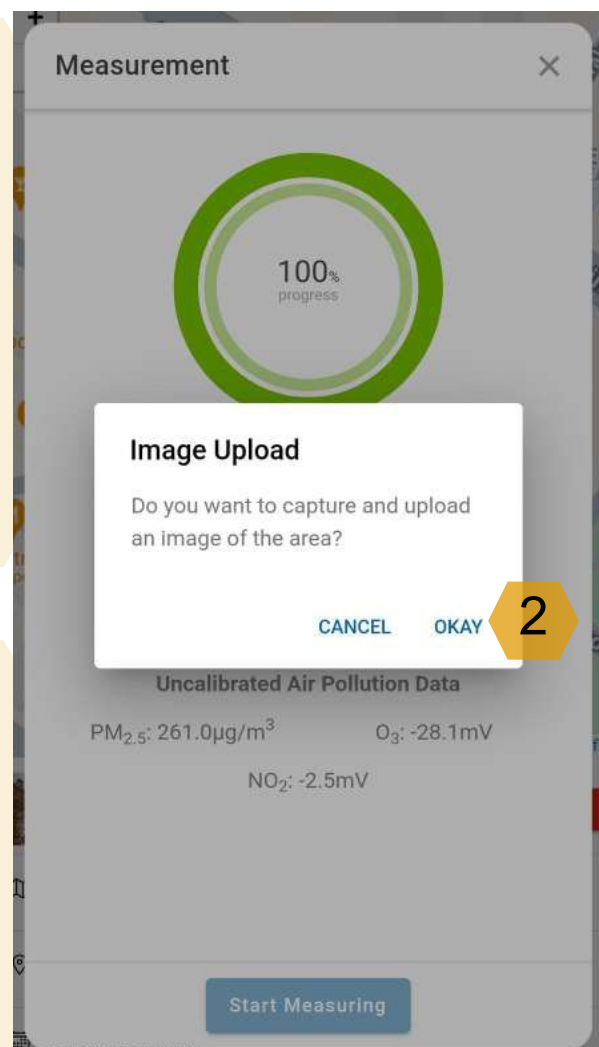 Measurement
100%
progress
Image Upload
Do you want to capture and upload
an image of the area?
CANCEL OKAY 2
Uncalibrated Air Pollution Data
PM2.5: 261.0µg/m³ O3: -28.1mV
NO2: -2.5mV
Start Measuring